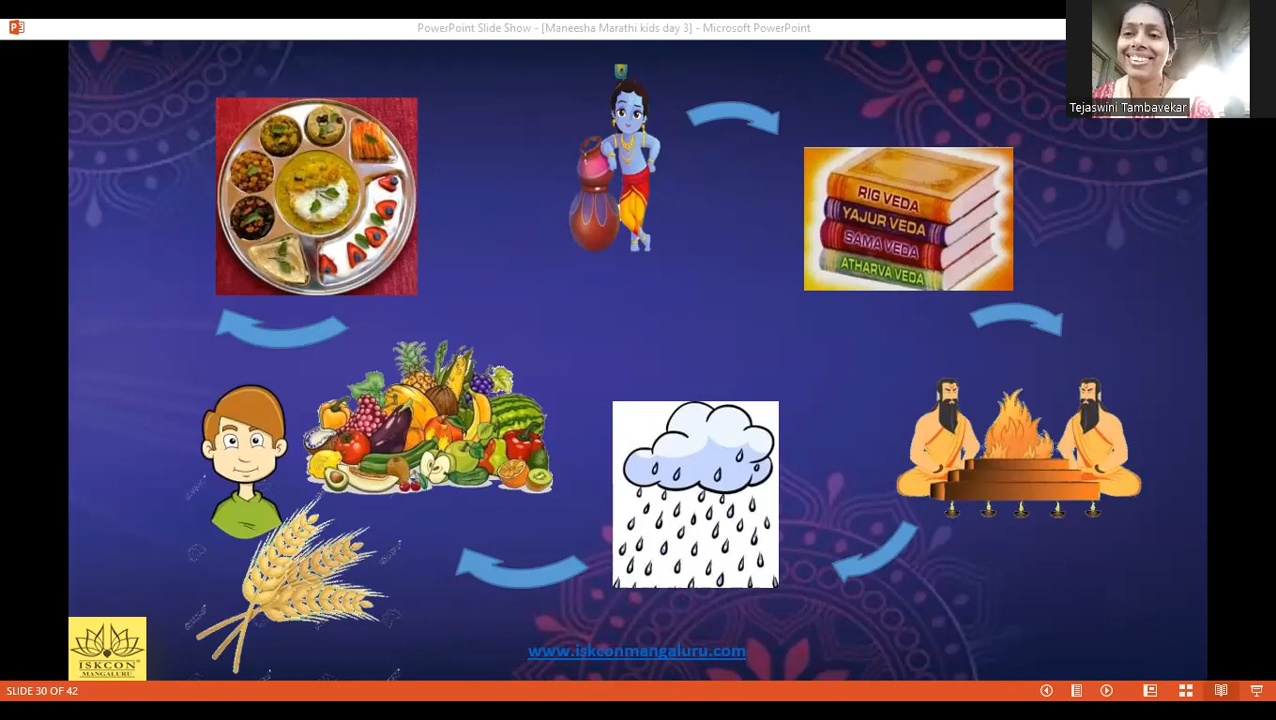 PowerPoint Slide Show - [Maneesha Marathi kids day 3] - Microsoft PowerPoint
Tejaswini Tambavekar
RIG VEDA
YAJUR VEDA
SAMA VEDA
ATHARVA VEDA
www.iskconmangaluru.com
ISKCON
MANGALURU
SLIDE 30 OF 42